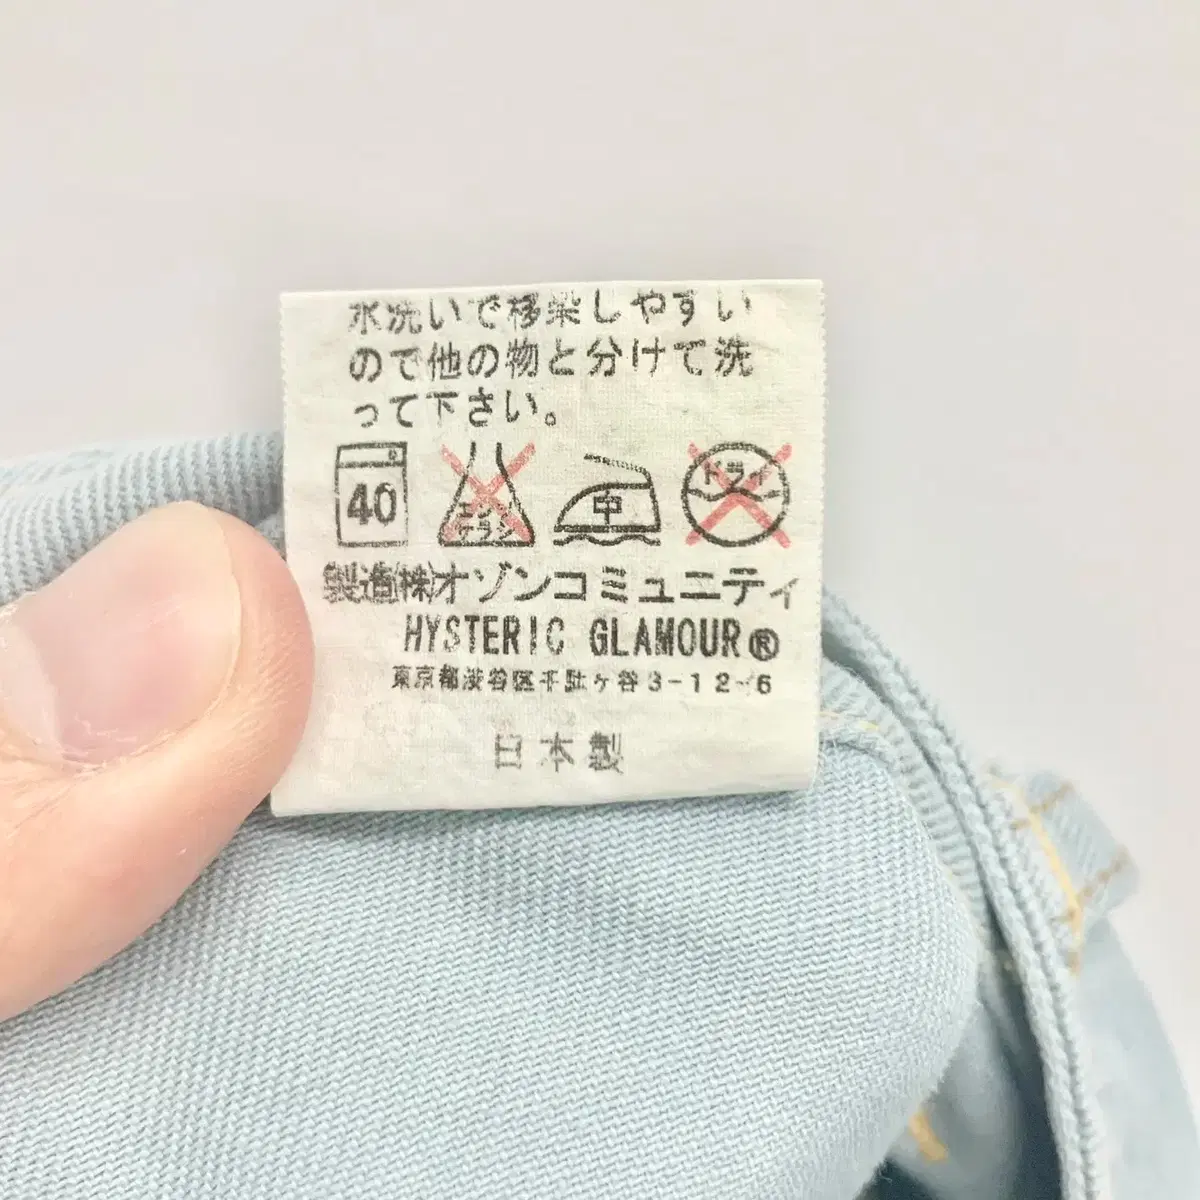 水洗いで移染しやすい
ので他の物と分けて洗
って下さい。
40 エンソ サラシ 中 ドライ
製造(株)オゾンコミュニティ
HYSTERIC GLAMOUR®
東京都渋谷区千駄ヶ谷3-12-6
日本製